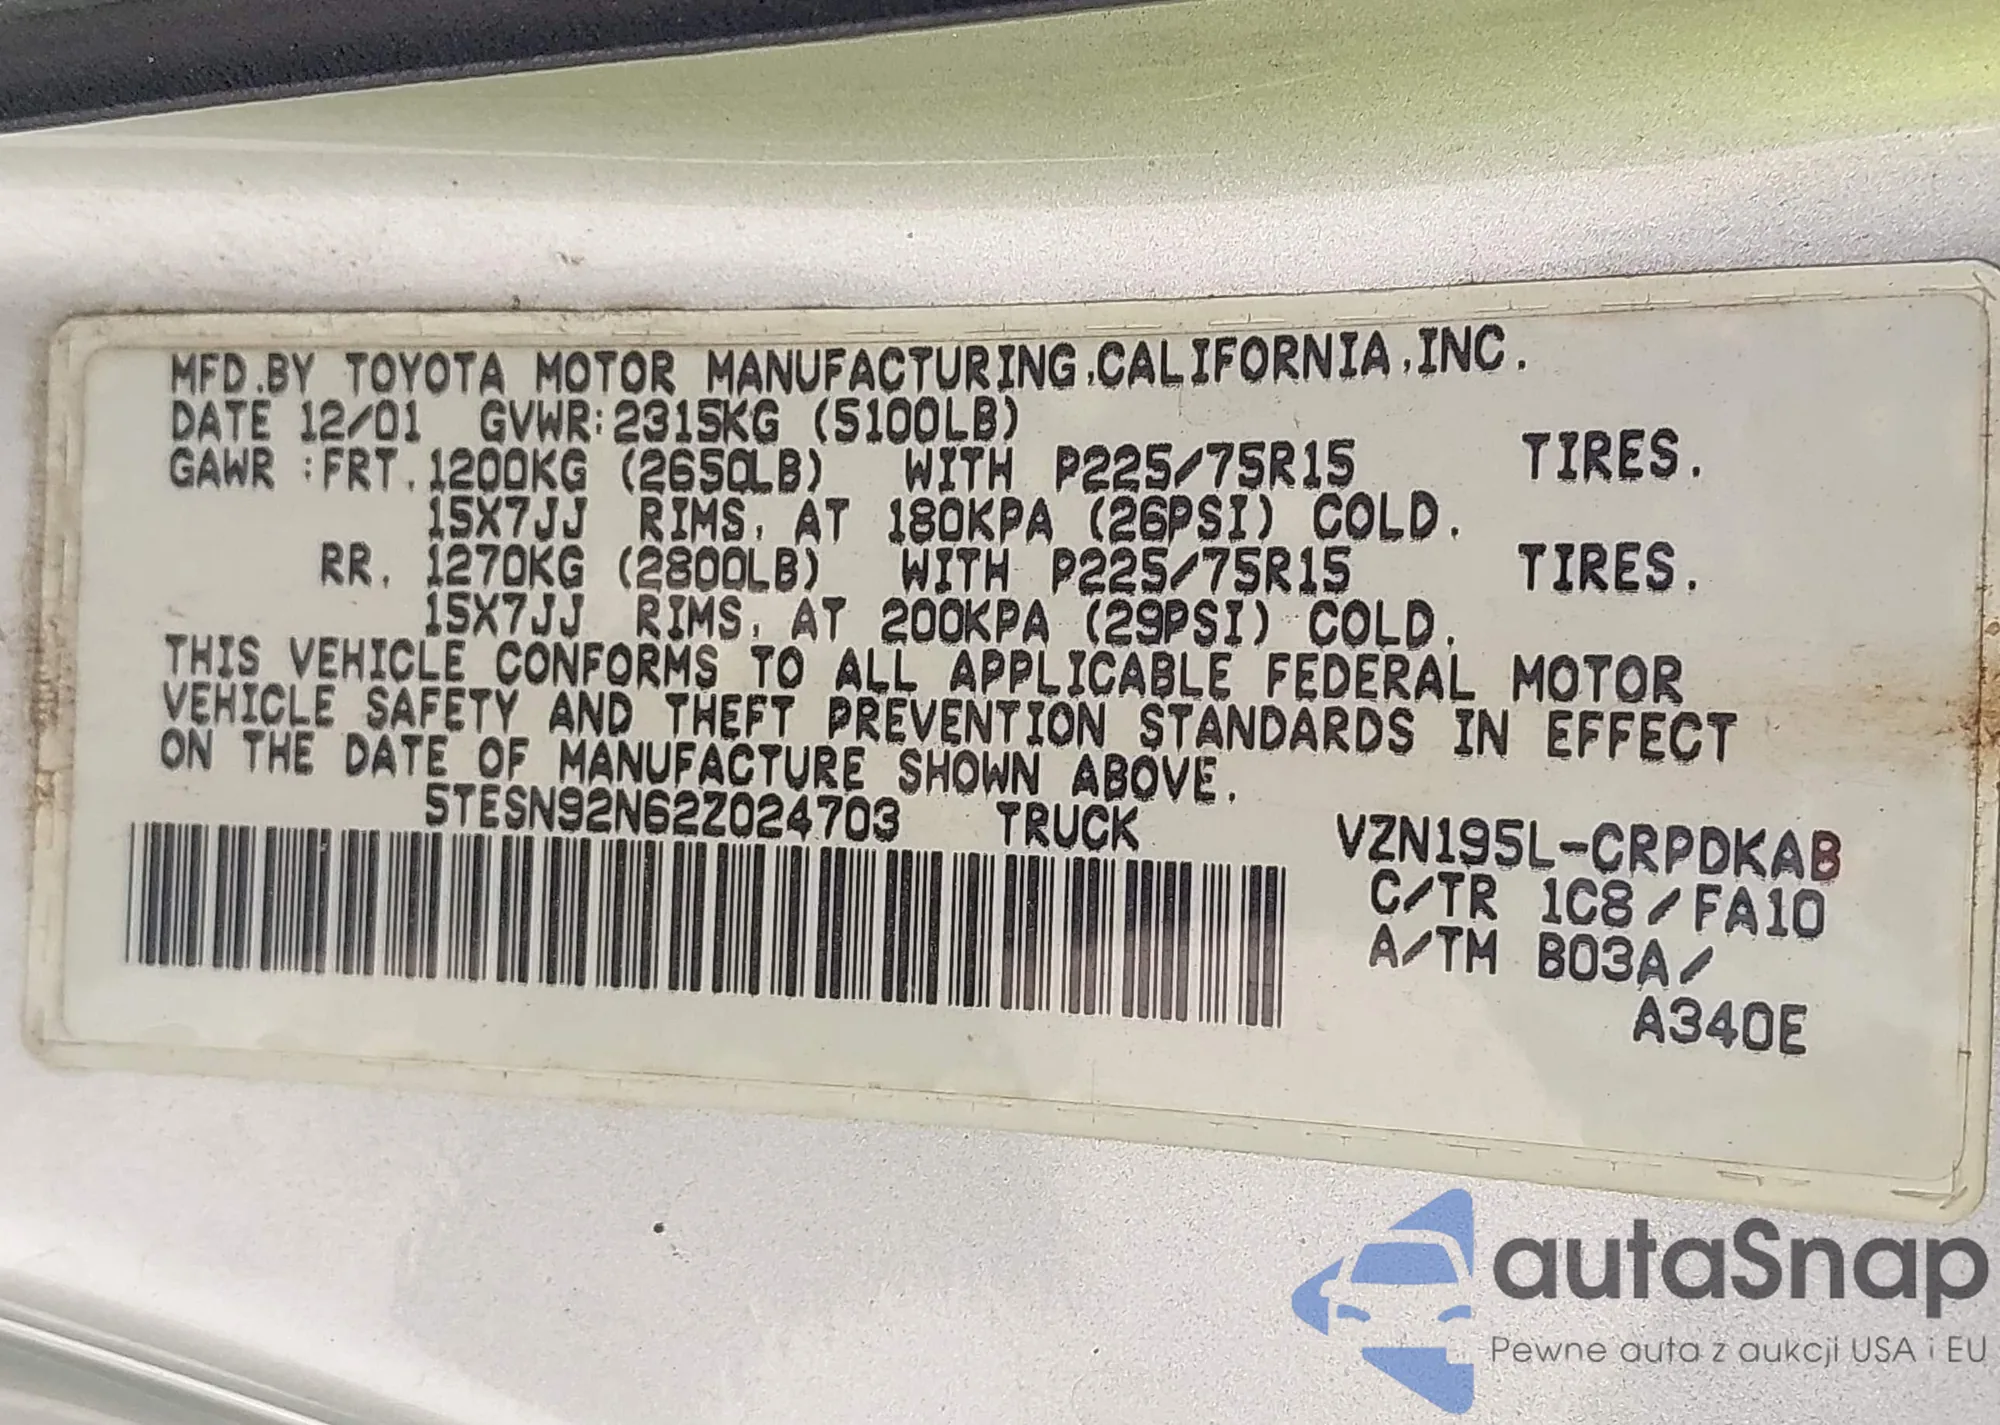 MFD.BY TOYOTA MOTOR MANUFACTURING,CALIFORNIA,INC.
DATE 12/01 GVWR:2315KG (5100LB)
GAWR :FRT. 1200KG (2650LB) WITH P225/75R15 TIRES.
15X7JJ RIMS, AT 180KPA (26PSI) COLD.
RR. 1270KG (2800LB) WITH P225/75R15 TIRES.
15X7JJ RIMS, AT 200KPA (29PSI) COLD.
THIS VEHICLE CONFORMS TO ALL APPLICABLE FEDERAL MOTOR
VEHICLE SAFETY AND THEFT PREVENTION STANDARDS IN EFFECT
ON THE DATE OF MANUFACTURE SHOWN ABOVE.
5TESN92N62Z024703 TRUCK VZN195L-CRPDKAB
C/TR 1C8/FA10
A/TM B03A/
A340E
autaSnap
Pewne auta z aukcji USA i EU